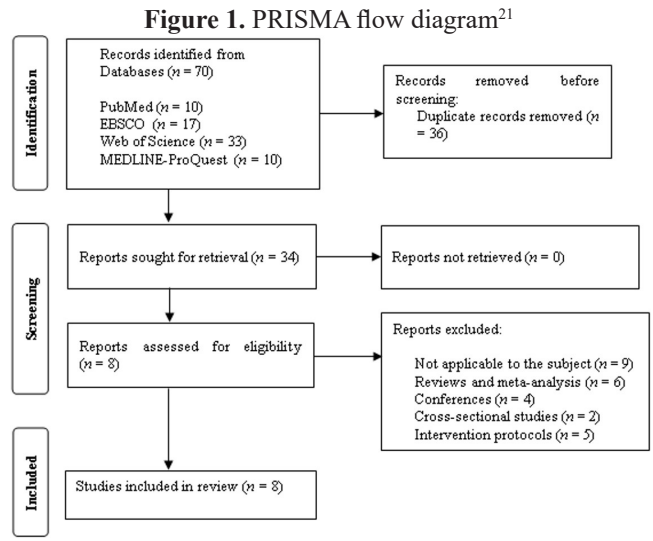 Figure 1. PRISMA flow diagram21
Identification
Records identified from
Databases (n = 70)
PubMed (n = 10)
EBSCO (n = 17)
Web of Science (n = 33)
MEDLINE-ProQuest (n = 10)
Records removed before
screening:
Duplicate records removed (n
= 36)
Screening
Reports sought for retrieval (n = 34)
Reports not retrieved (n = 0)
Reports assessed for eligibility
(n = 8)
Reports excluded:
Not applicable to the subject (n = 9)
Reviews and meta-analysis (n = 6)
Conferences (n = 4)
Cross-sectional studies (n = 2)
Intervention protocols (n = 5)
Included
Studies included in review (n = 8)